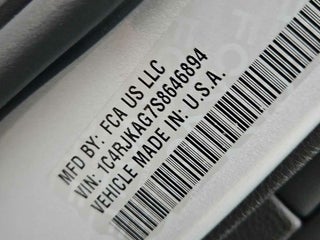 MFD BY: FCA US LLC
VIN: 1C4RJKAG7S8646894
VEHICLE MADE IN: U.S.A.